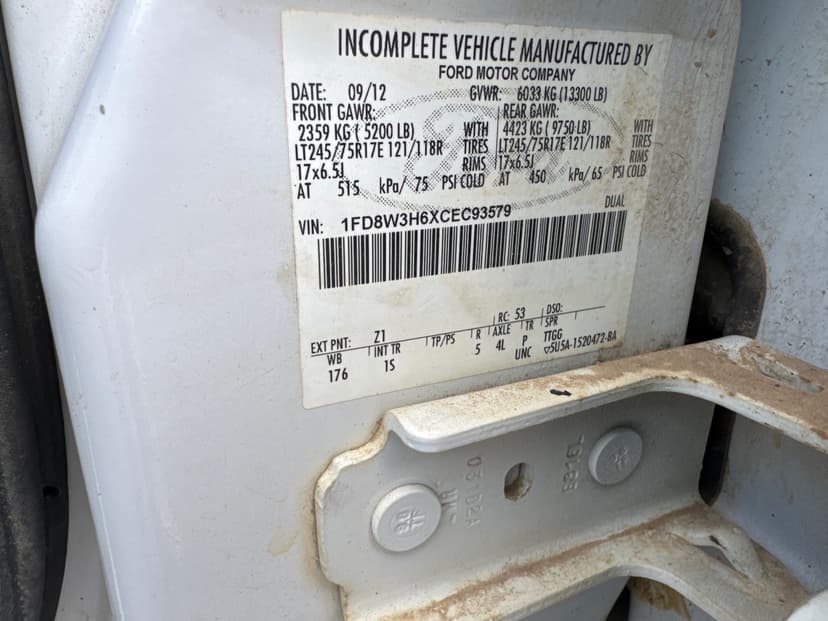 INCOMPLETE VEHICLE MANUFACTURED BY
FORD MOTOR COMPANY
DATE: 09/12 GVWR: 6033 KG (13300 LB)
FRONT GAWR: REAR GAWR:
2359 KG (5200 LB) WITH 4423 KG (9750 LB) WITH
LT245/75R17E 121/118R TIRES LT245/75R17E 121/118R TIRES
17x6.5J RIMS 17x6.5J RIMS
AT 515 kPa/ 75 PSI COLD AT 450 kPa/ 65 PSI COLD
DUAL
VIN: 1FD8W3H6XCEC93579
RC: 53 DSO:
EXT PNT: Z1
WB INT TR TP/PS R AXLE TR SPR
176 1S 5 4L P TTGG
UNC ▽5U5A-1520472-BA